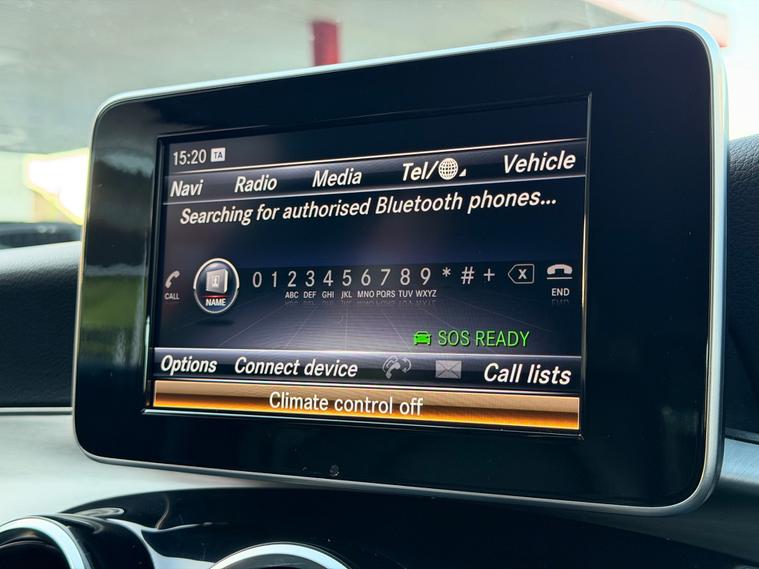 15:20 TA
Navi Radio Media Tel/ Vehicle
Searching for authorised Bluetooth phones...
CALL NAME 0 1 2 3 4 5 6 7 8 9 * # + X END
ABC DEF GHI JKL MNO PQRS TUV WXYZ
SOS READY
Options Connect device Call lists
Climate control off